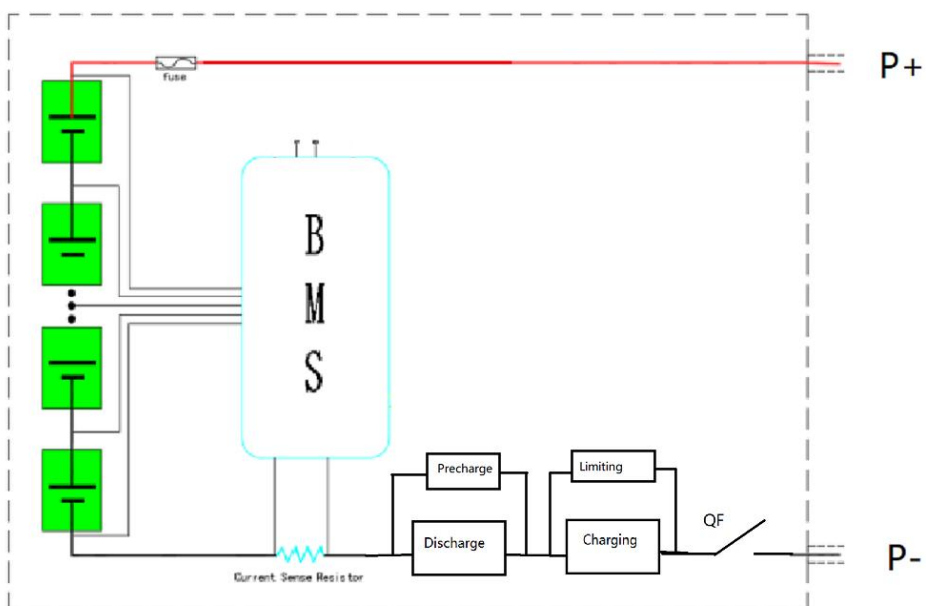 P+
fuse
B
M
S
Precharge
Limiting
Discharge
Charging
QF
P-
Current Sense Resistor